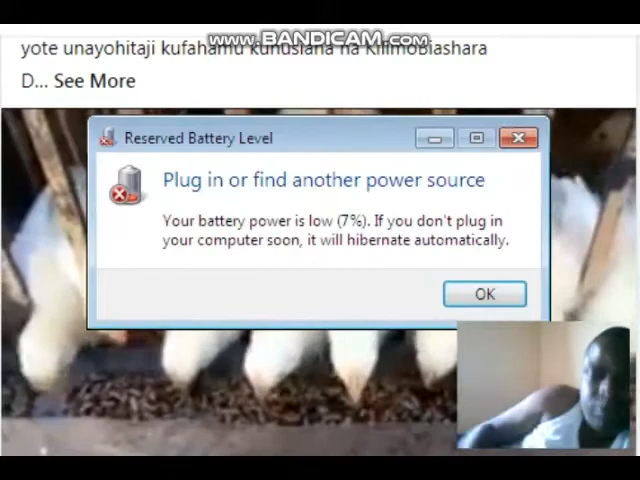 www.BANDICAM.com
yote unayohitaji kufahamu kuhusiana na KilimoBiashara
D... See More
Reserved Battery Level
Plug in or find another power source
Your battery power is low (7%). If you don't plug in
your computer soon, it will hibernate automatically.
OK